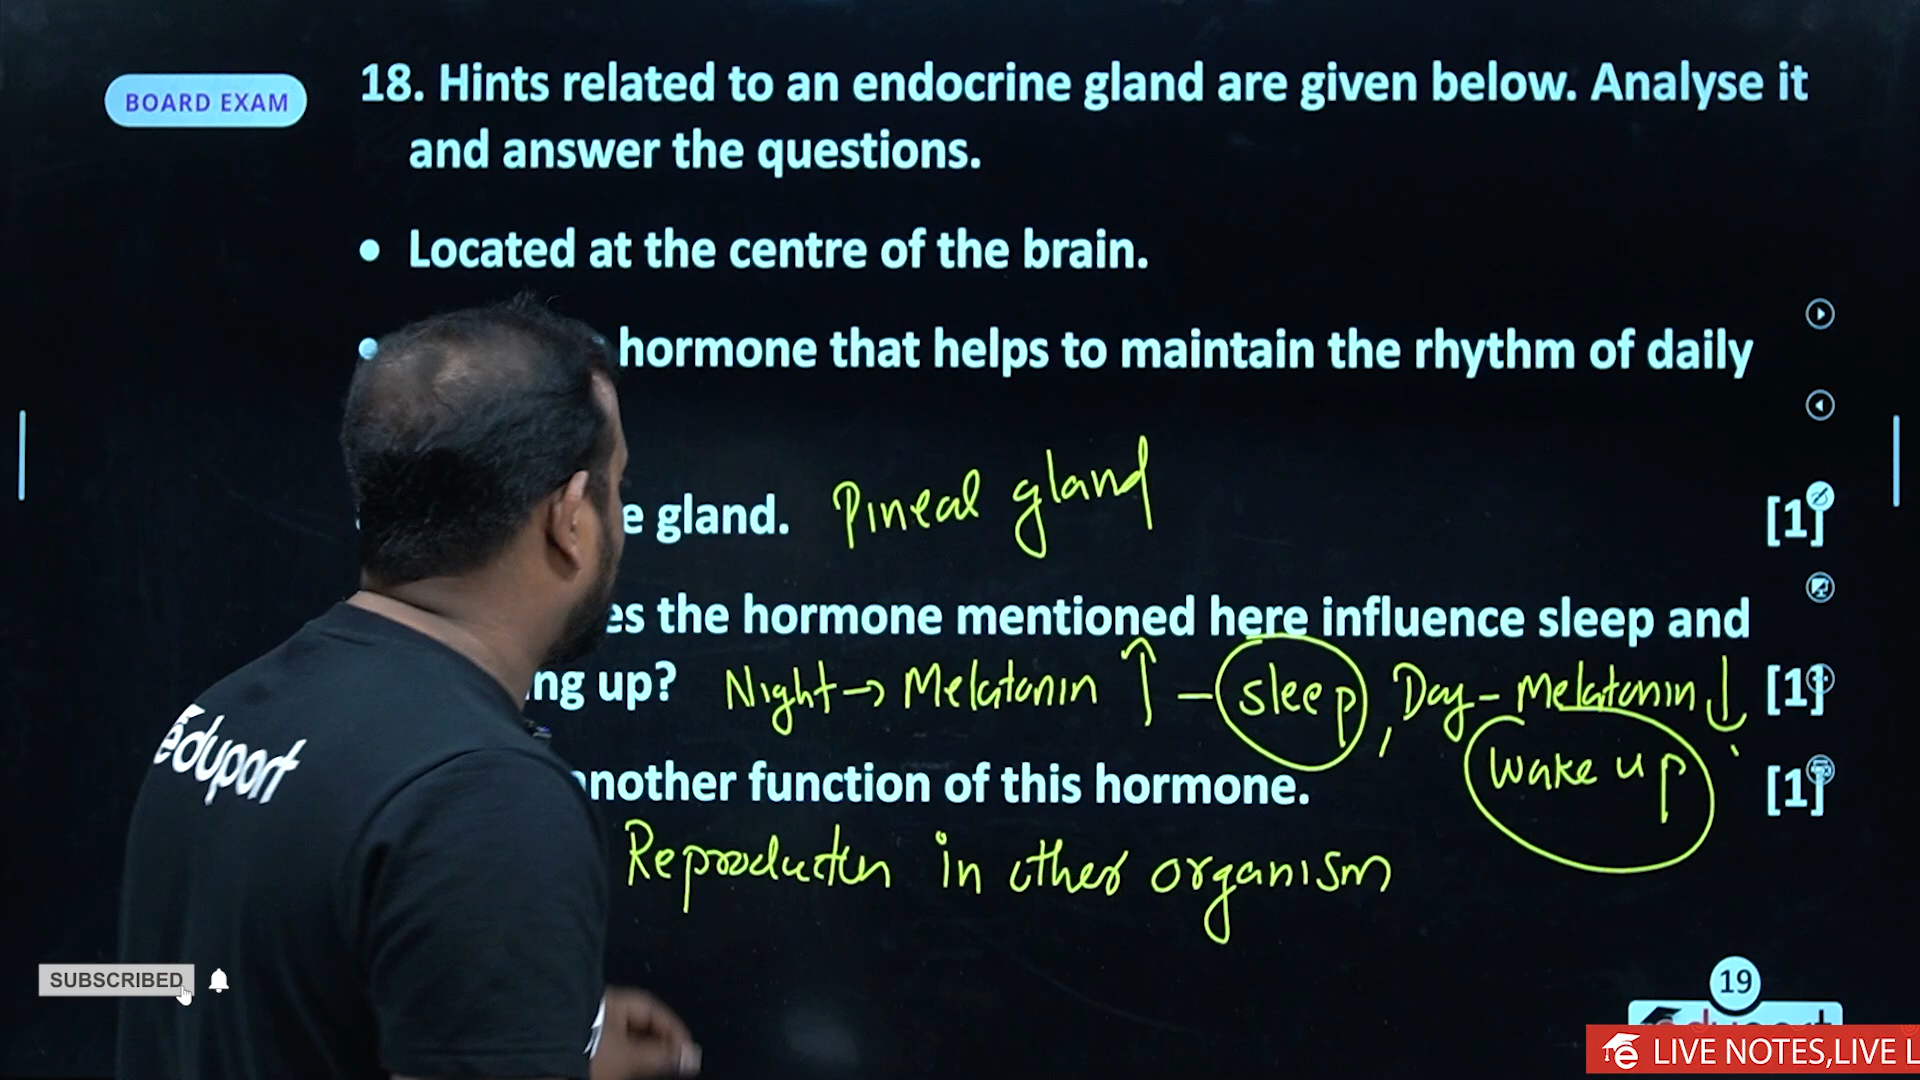 BOARD EXAM
18. Hints related to an endocrine gland are given below. Analyse it
and answer the questions.
• Located at the centre of the brain.
• hormone that helps to maintain the rhythm of daily
e gland. Pineal gland [1]
es the hormone mentioned here influence sleep and
ng up? Night → Melatonin ↑ – sleep, Day – Melatonin ↓ [1]
wake up
another function of this hormone. [1]
Reproduction in other organism
eduport
SUBSCRIBED
19
eduport
LIVE NOTES,LIVE L